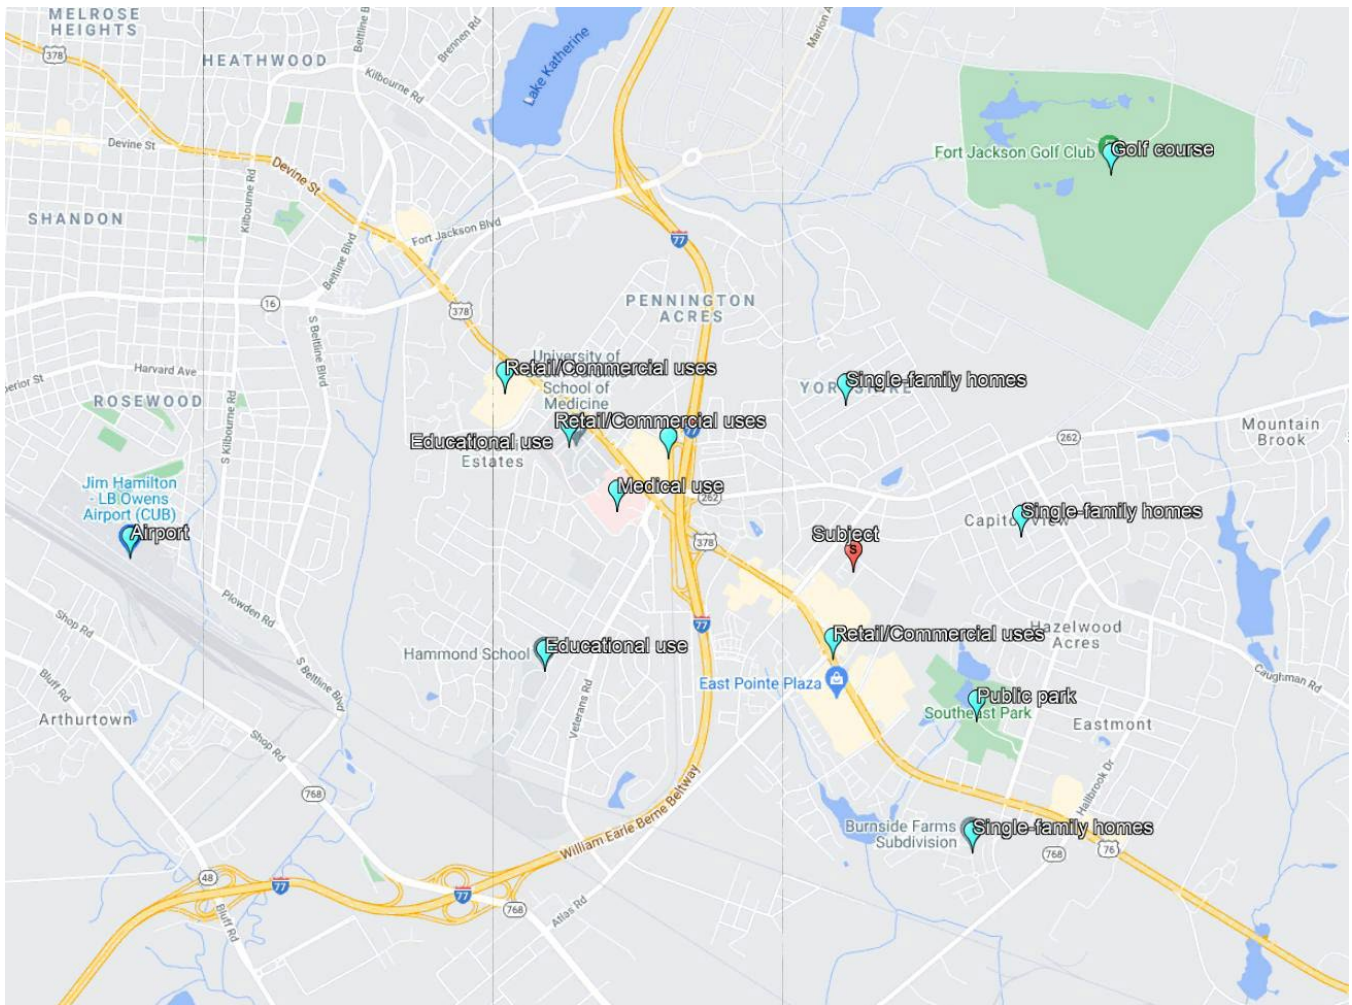 MELROSE
HEIGHTS
378
HEATHWOOD
Beltline B
Brennen Rd
Kilbourne Rd
Lake Katherine
Marion A
Devine St
Devine St
Kilbourne Rd
SHANDON
Beltline Blvd
Fort Jackson Blvd
Fort Jackson Golf Club
Golf course
77
16
378
S Beltline Blvd
PENNINGTON
ACRES
Harvard Ave
erior St
ROSEWOOD
S Kilbourne Rd
University of
School of
Medicine
Retail/Commercial uses
Retail/Commercial uses
Educational use
Estates
77
Single-family homes
YORKSHIRE
262
Mountain
Brook
Jim Hamilton
- LB Owens
Airport (CUB)
Airport
Medical use
262
378
Subject
S
Single-family homes
Capitol View
Plowden Rd
Shop Rd
Bluff Rd
S Beltline Blvd
Hammond School
Educational use
77
Retail/Commercial uses
East Pointe Plaza
Hazelwood
Acres
Caughman Rd
Public park
Southeast Park
Eastmont
Arthurtown
Shop Rd
Veterans Rd
768
William Earle Berne Beltway
Hallbrook Dr
Burnside Farms
Subdivision
Single-family homes
768
76
48
77
77
768
Atlas Rd
Bluff Rd